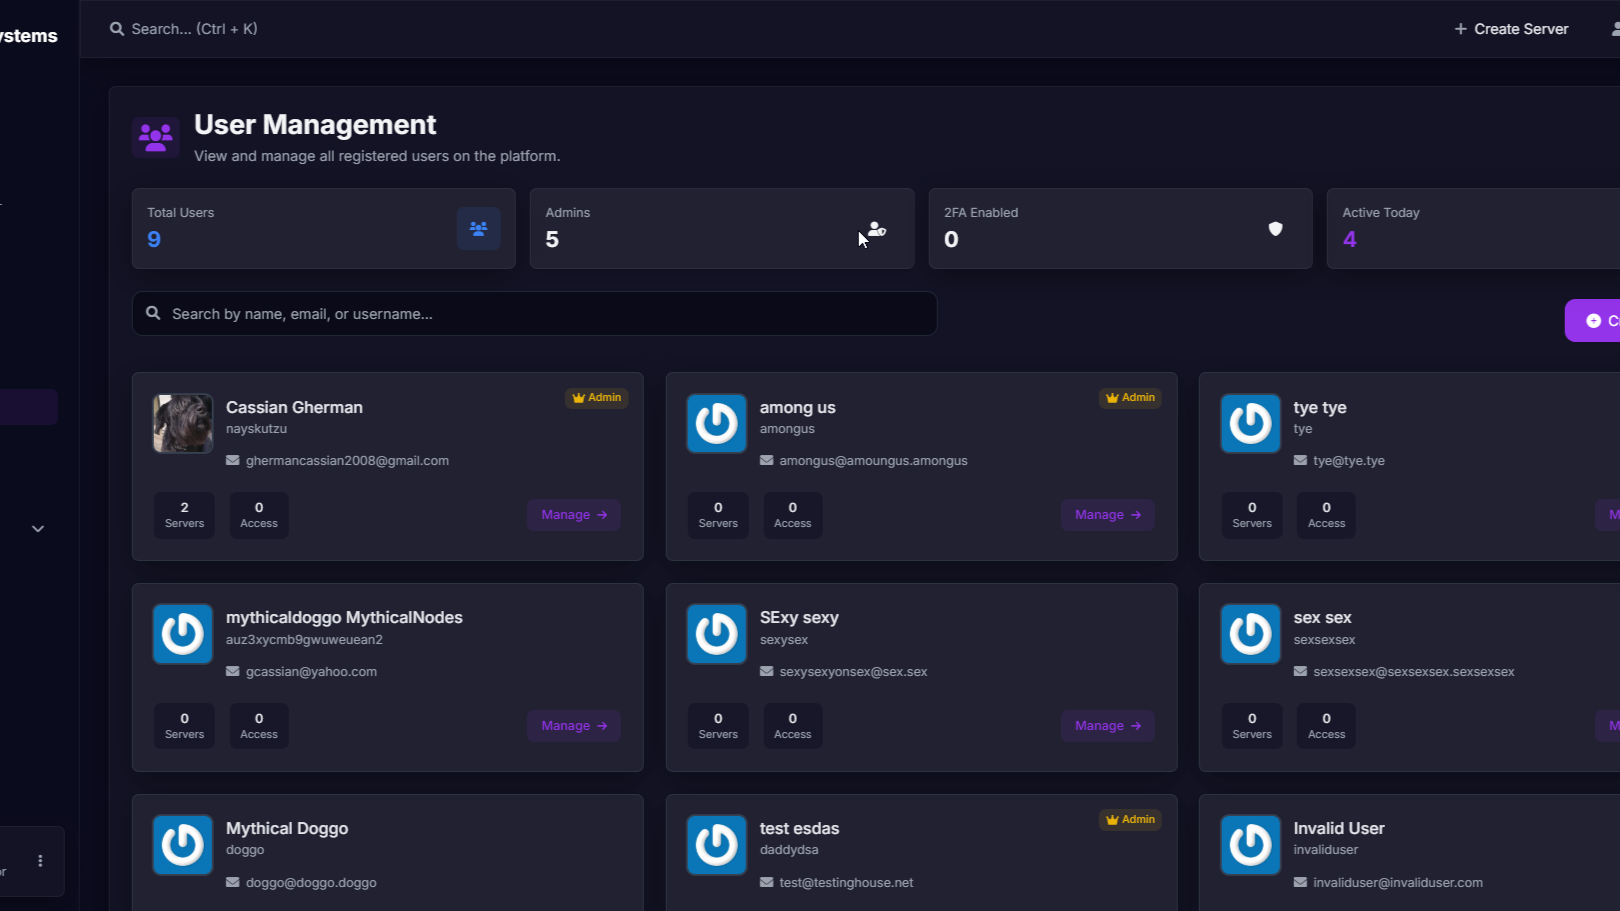 ystems
Search... (Ctrl + K)
Create Server
User Management
View and manage all registered users on the platform.
Total Users
9
Admins
5
2FA Enabled
0
Active Today
4
Search by name, email, or username...
Cassian Gherman
Admin
nayskutzu
ghermancassian2008@gmail.com
2
Servers
0
Access
Manage
among us
Admin
amongus
amongus@amoungus.amongus
0
Servers
0
Access
Manage
tye tye
tye
tye@tye.tye
0
Servers
0
Access
M
mythicaldoggo MythicalNodes
auz3xycmb9gwuweuean2
gcassian@yahoo.com
0
Servers
0
Access
Manage
SExy sexy
sexysex
sexysexyonsex@sex.sex
0
Servers
0
Access
Manage
sex sex
sexsexsex
sexsexsex@sexsexsex.sexsexsex
0
Servers
0
Access
M
Mythical Doggo
doggo
doggo@doggo.doggo
test esdas
Admin
daddydsa
test@testinghouse.net
Invalid User
invaliduser
invaliduser@invaliduser.com